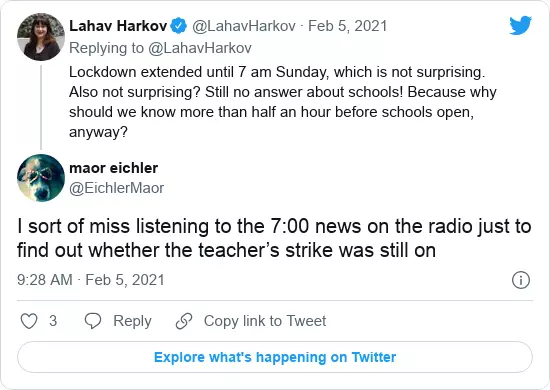 Lahav Harkov @LahavHarkov · Feb 5, 2021
Replying to @LahavHarkov
Lockdown extended until 7 am Sunday, which is not surprising.
Also not surprising? Still no answer about schools! Because why
should we know more than half an hour before schools open,
anyway?
maor eichler
@EichlerMaor
I sort of miss listening to the 7:00 news on the radio just to
find out whether the teacher’s strike was still on
9:28 AM · Feb 5, 2021
3 Reply Copy link to Tweet
Explore what's happening on Twitter